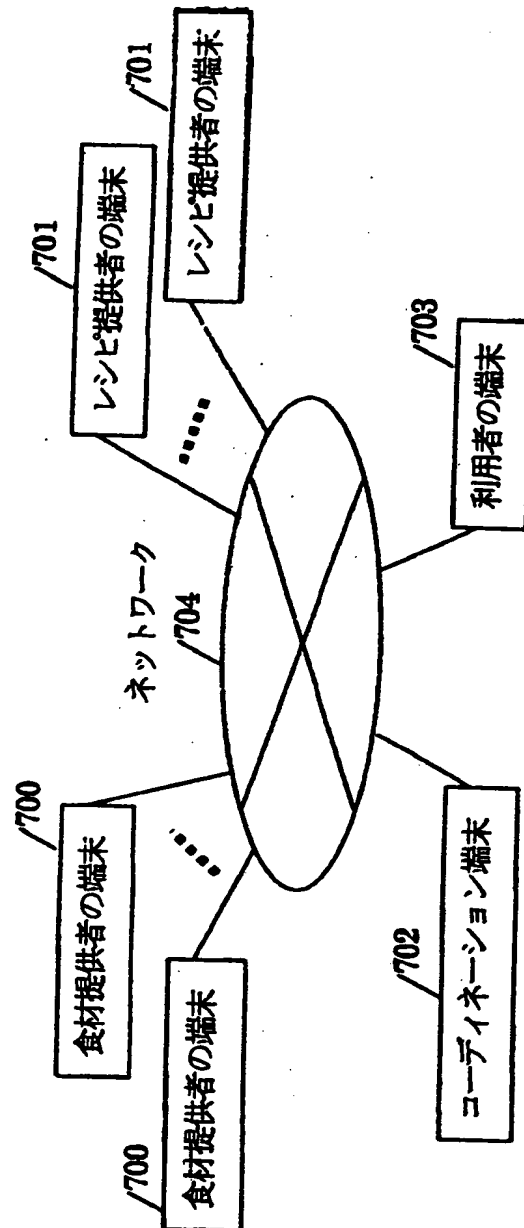 700
食材提供者の端末
700
食材提供者の端末
ネットワーク
704
701
レシピ提供者の端末
701
レシピ提供者の端末
702
コーディネーション端末
703
利用者の端末